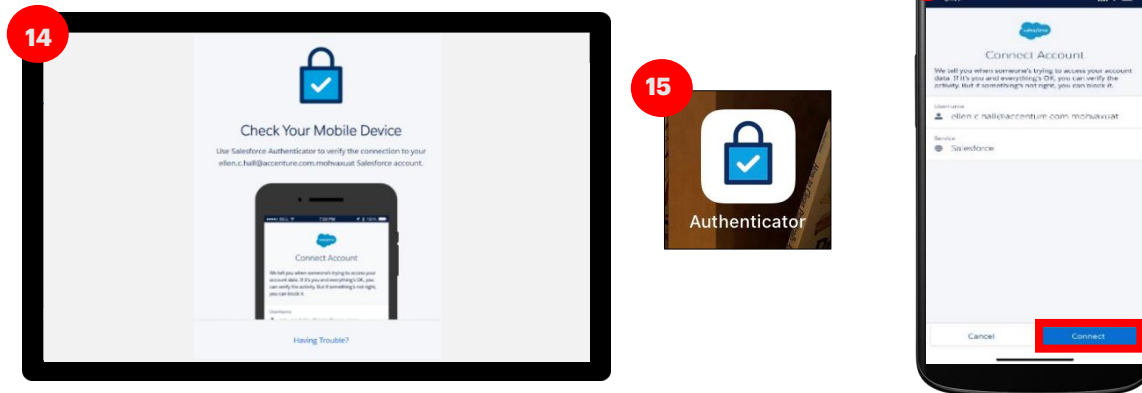 14
Check Your Mobile Device
Use Salesforce Authenticator to verify the connection to your
ellen.c.hall@accenture.com.mohvaxuat Salesforce account.
salesforce
Connect Account
We tell you when someone's trying to access your
account data. If it's you and everything's OK, you
can verify the activity. But if something's not right,
you can block it.
Username
Having Trouble?
15
Authenticator
salesforce
Connect Account
We tell you when someone's trying to access your account
data. If it's you and everything's OK, you can verify the
activity. But if something's not right, you can block it.
Username
ellen.c.hall@accenture.com.mohvaxuat
Service
Salesforce
Cancel
Connect